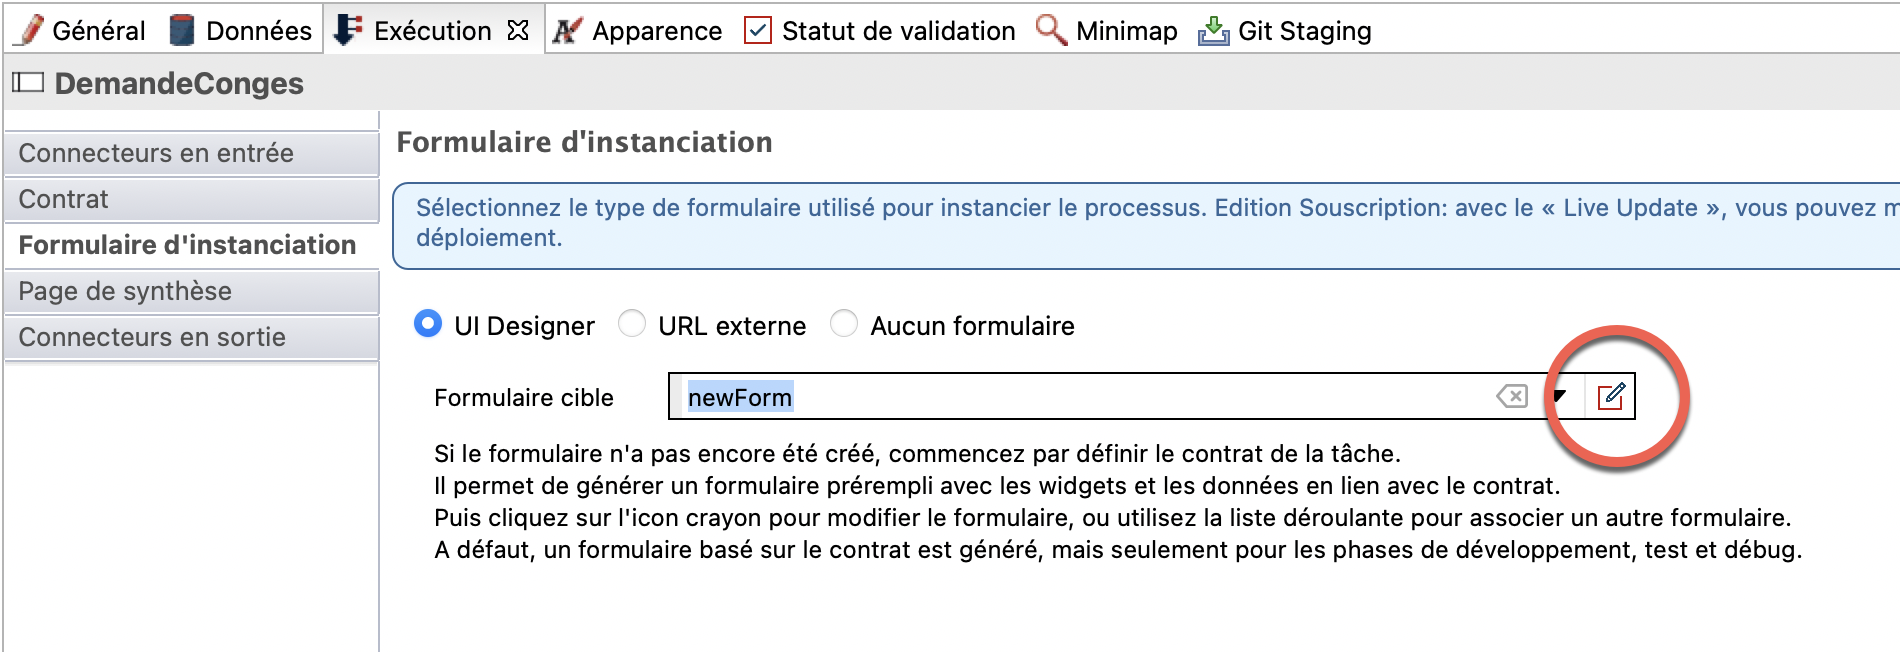 Général Données Exécution Apparence Statut de validation Minimap Git Staging
DemandeConges
Connecteurs en entrée
Contrat
Formulaire d'instanciation
Page de synthèse
Connecteurs en sortie
Formulaire d'instanciation
Sélectionnez le type de formulaire utilisé pour instancier le processus. Edition Souscription: avec le « Live Update », vous pouvez m
déploiement.
UI Designer URL externe Aucun formulaire
Formulaire cible newForm
Si le formulaire n'a pas encore été créé, commencez par définir le contrat de la tâche.
Il permet de générer un formulaire prérempli avec les widgets et les données en lien avec le contrat.
Puis cliquez sur l'icon crayon pour modifier le formulaire, ou utilisez la liste déroulante pour associer un autre formulaire.
A défaut, un formulaire basé sur le contrat est généré, mais seulement pour les phases de développement, test et débug.